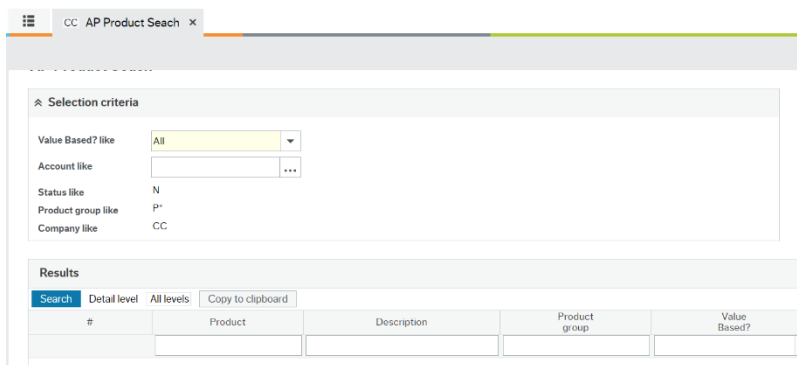 CC AP Product Seach ×
Selection criteria
Value Based? like All
Account like ...
Status like N
Product group like P*
Company like CC
Results
Search Detail level All levels Copy to clipboard
# Product Description Product group Value Based?